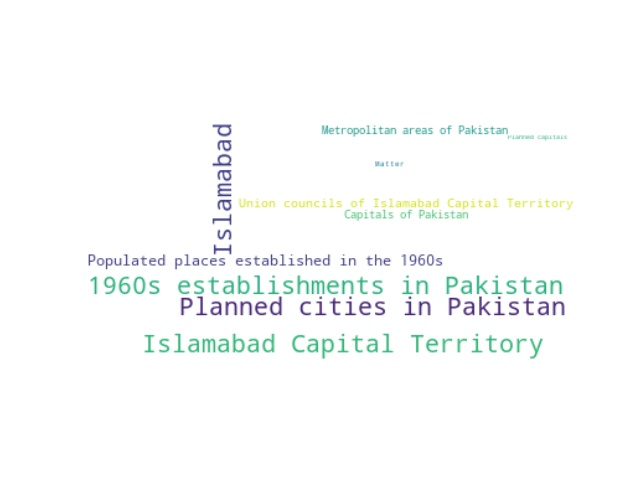 Islamabad
Metropolitan areas of Pakistan
Planned capitals
Matter
Union councils of Islamabad Capital Territory
Capitals of Pakistan
Populated places established in the 1960s
1960s establishments in Pakistan
Planned cities in Pakistan
Islamabad Capital Territory